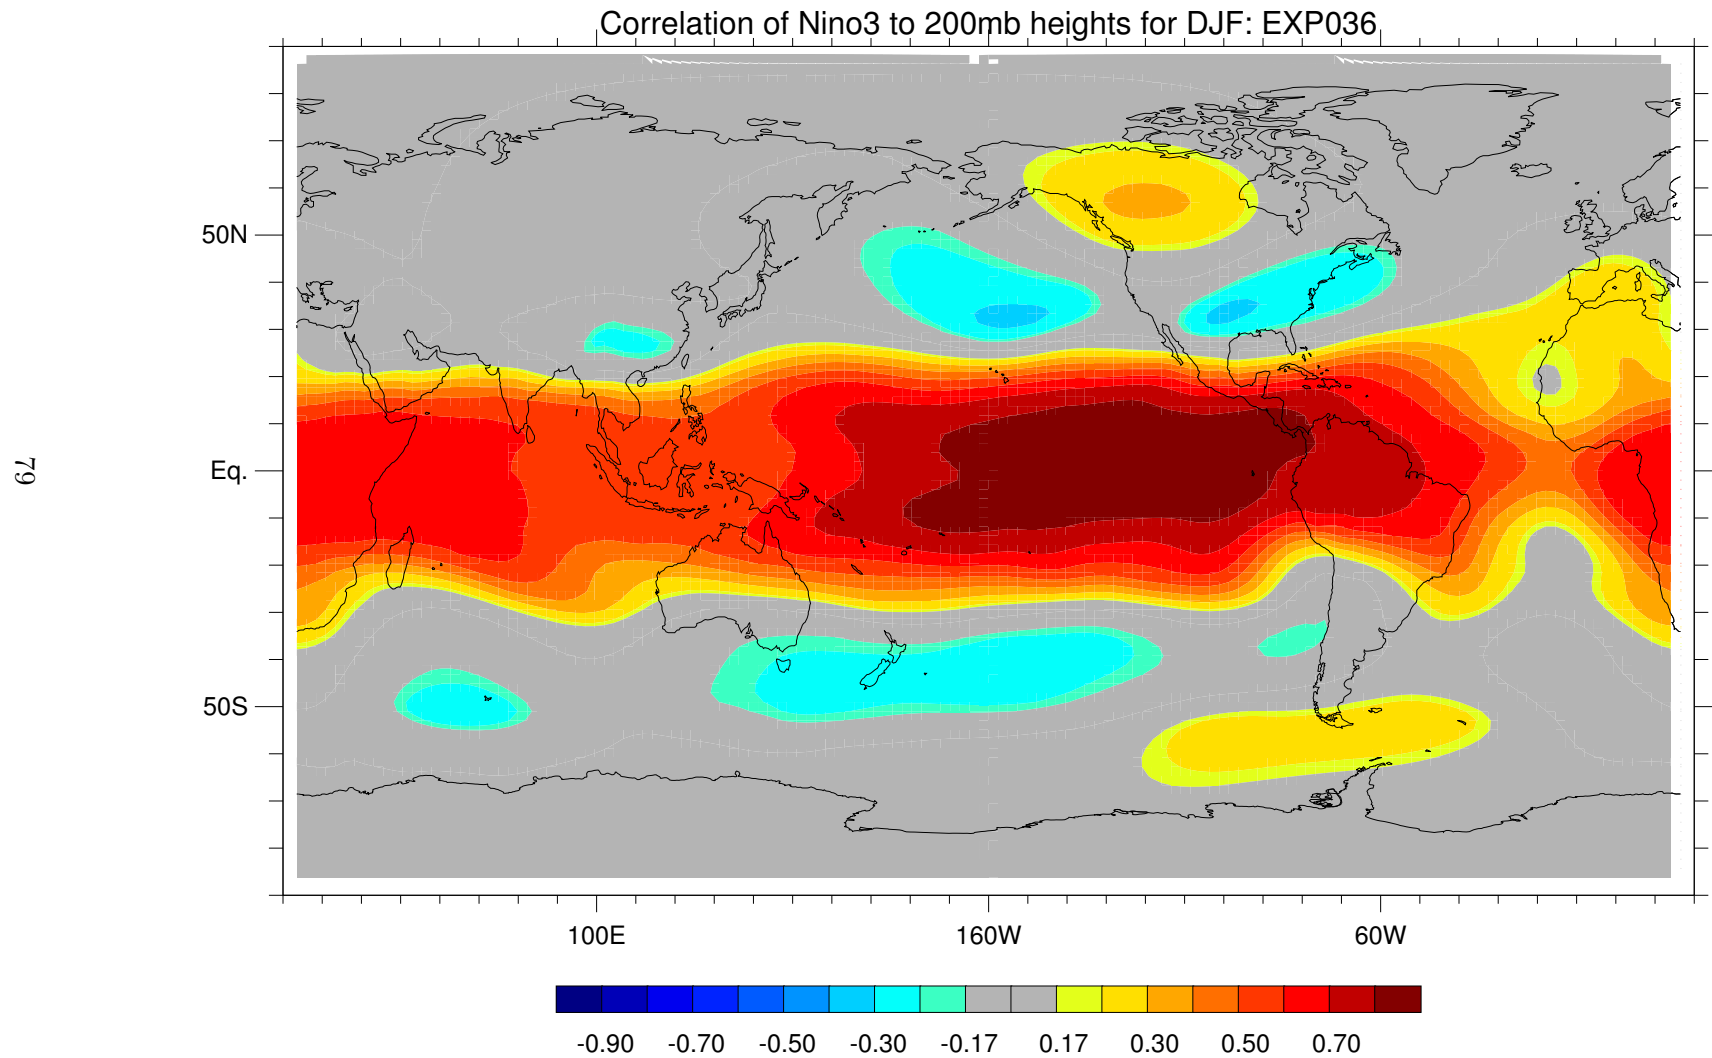 Correlation of Nino3 to 200mb heights for DJF: EXP036
50N
Eq.
50S
100E 160W 60W
-0.90 -0.70 -0.50 -0.30 -0.17 0.17 0.30 0.50 0.70
79